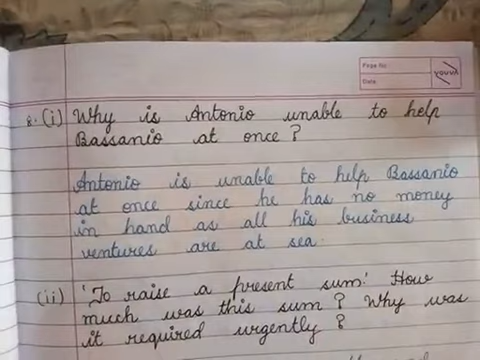 Page No.
Date
youva
8. (i) Why is Antonio unable to help
Bassanio at once?
Antonio is unable to help Bassanio
at once since he has no money
in hand as all his business
ventures are at sea.
(ii) 'To raise a present sum.' How
much was this sum? Why was
it required urgently?